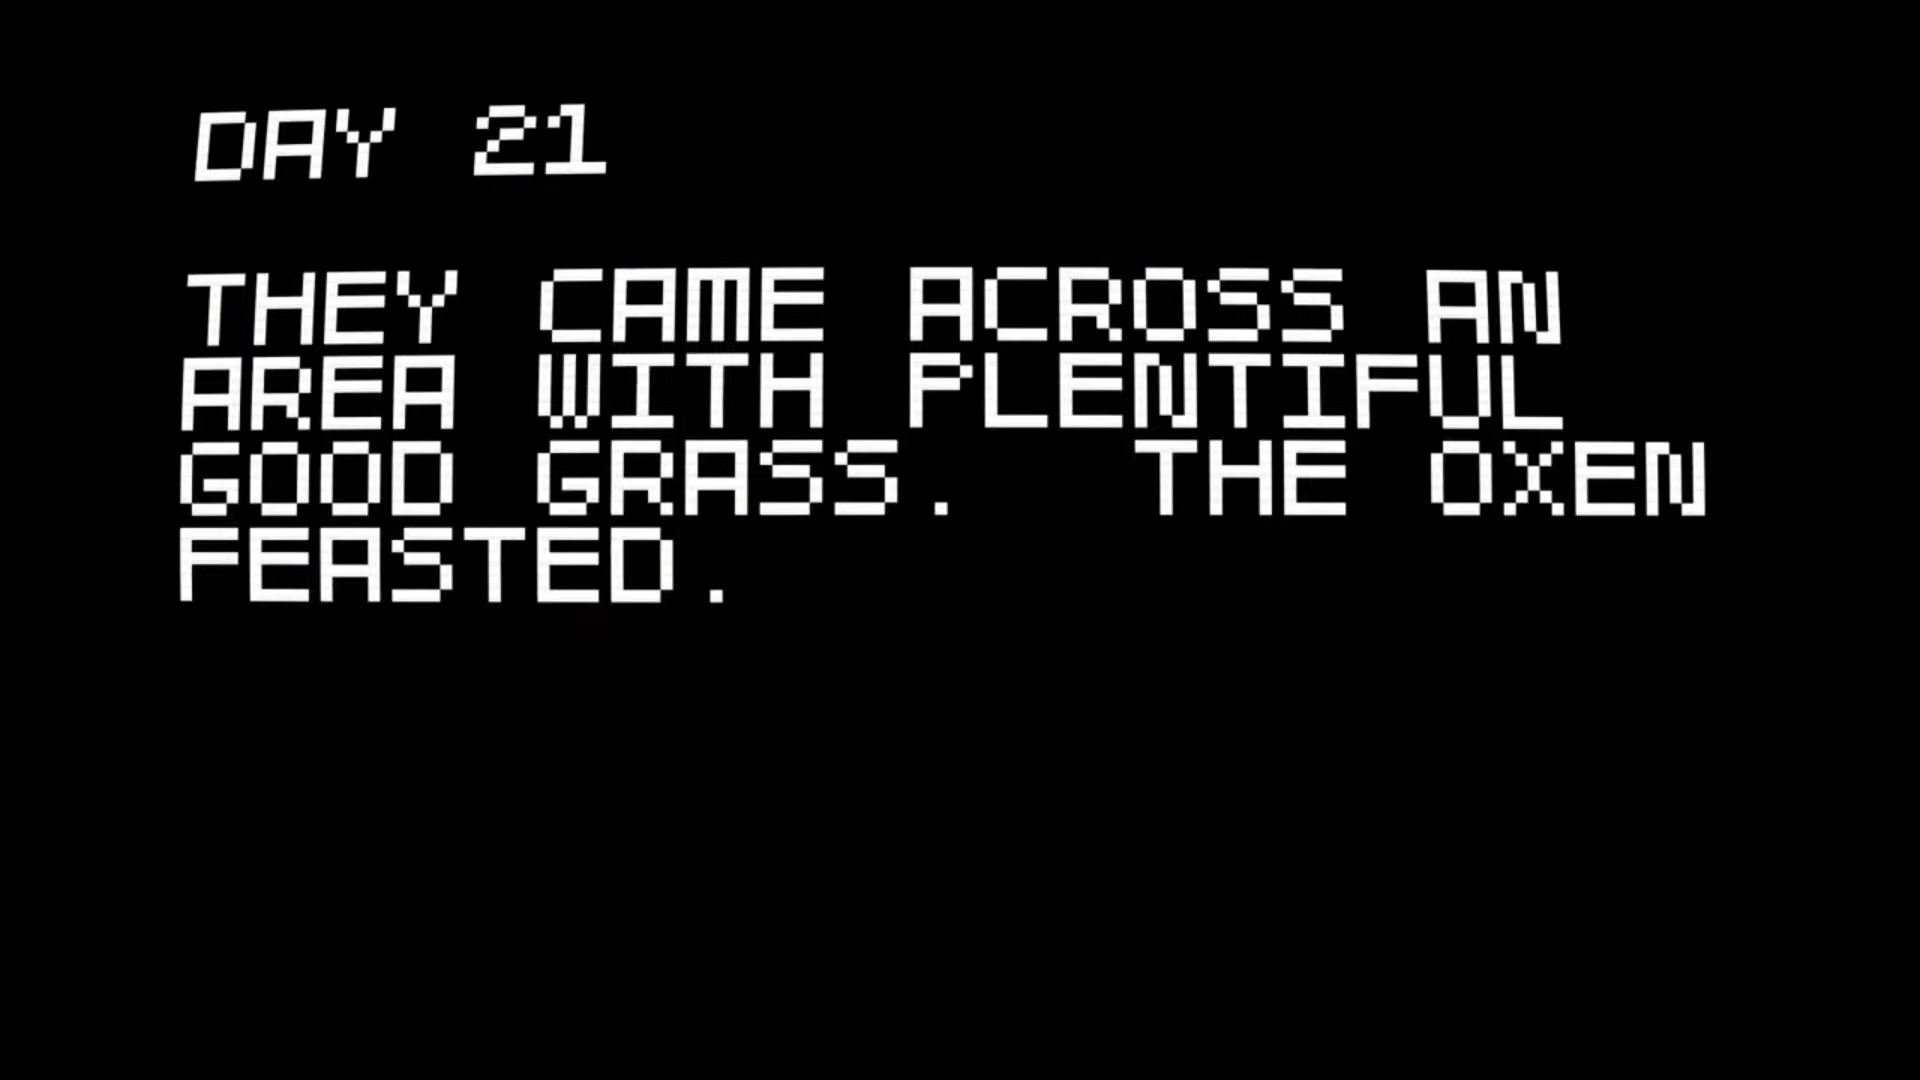 DAY 21
THEY CAME ACROSS AN
AREA WITH PLENTIFUL
GOOD GRASS.  THE OXEN
FEASTED.